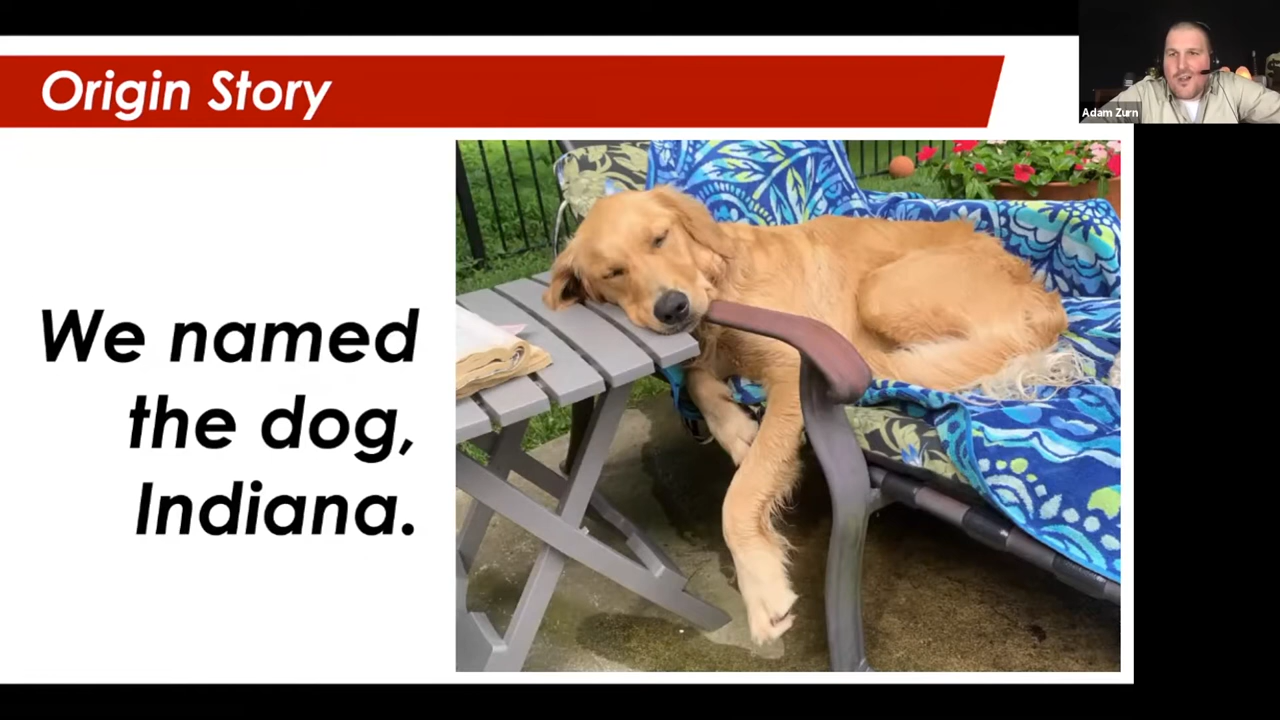 Origin Story
Adam Zurn
We named
the dog,
Indiana.